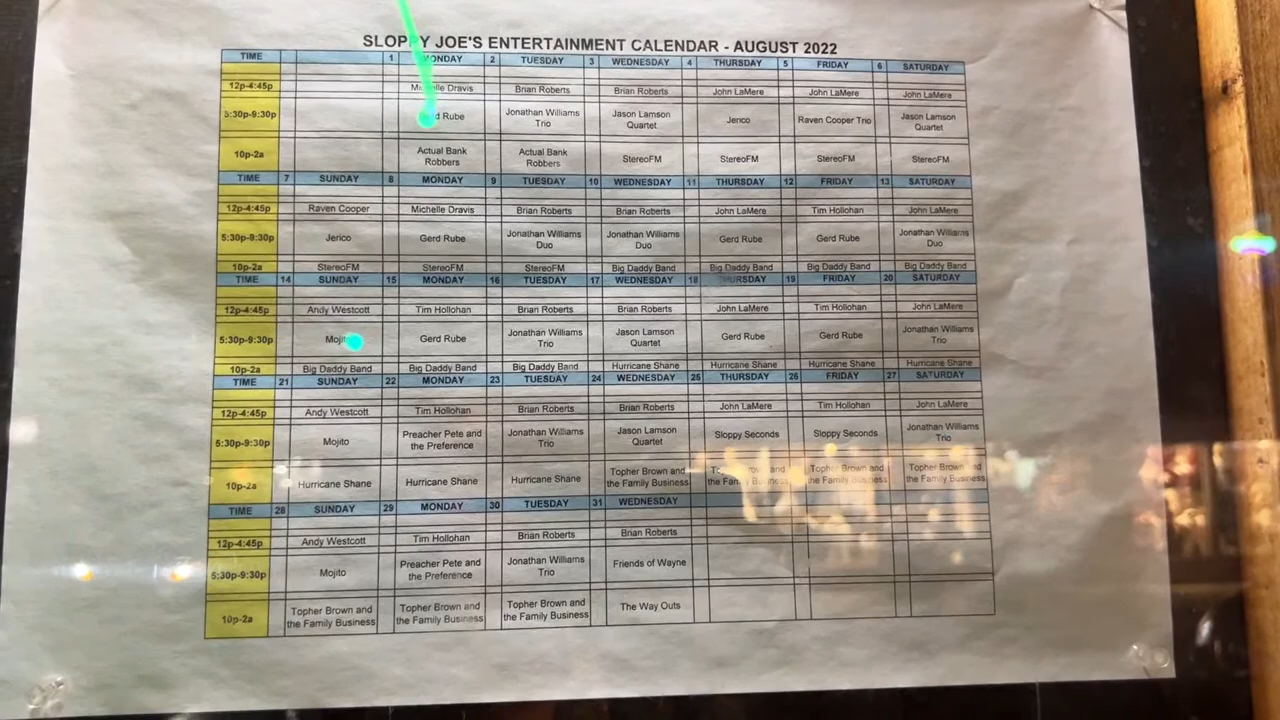 SLOPPY JOE'S ENTERTAINMENT CALENDAR - AUGUST 2022
TIME 1 MONDAY 2 TUESDAY 3 WEDNESDAY 4 THURSDAY 5 FRIDAY 6 SATURDAY
12p-4:45p Michelle Dravis Brian Roberts Brian Roberts John LaMere John LaMere John LaMere
5:30p-9:30p Rube Jonathan Williams Trio Jason Lamson Quartet Jerico Raven Cooper Trio Jason Lamson Quartet
10p-2a Actual Bank Robbers Actual Bank Robbers StereoFM StereoFM StereoFM StereoFM
TIME 7 SUNDAY 8 MONDAY 9 TUESDAY 10 WEDNESDAY 11 THURSDAY 12 FRIDAY 13 SATURDAY
12p-4:45p Raven Cooper Michelle Dravis Brian Roberts Brian Roberts John LaMere Tim Hollohan John LaMere
5:30p-9:30p Jerico Gerd Rube Jonathan Williams Duo Jonathan Williams Duo Gerd Rube Gerd Rube Jonathan Williams Duo
10p-2a StereoFM StereoFM StereoFM Big Daddy Band Big Daddy Band Big Daddy Band Big Daddy Band
TIME 14 SUNDAY 15 MONDAY 16 TUESDAY 17 WEDNESDAY 18 THURSDAY 19 FRIDAY 20 SATURDAY
12p-4:45p Andy Westcott Tim Hollohan Brian Roberts Brian Roberts John LaMere Tim Hollohan John LaMere
5:30p-9:30p Mojito Gerd Rube Jonathan Williams Trio Jason Lamson Quartet Gerd Rube Gerd Rube Jonathan Williams Trio
10p-2a Big Daddy Band Big Daddy Band Big Daddy Band Hurricane Shane Hurricane Shane Hurricane Shane Hurricane Shane
TIME 21 SUNDAY 22 MONDAY 23 TUESDAY 24 WEDNESDAY 25 THURSDAY 26 FRIDAY 27 SATURDAY
12p-4:45p Andy Westcott Tim Hollohan Brian Roberts Brian Roberts John LaMere Tim Hollohan John LaMere
5:30p-9:30p Mojito Preacher Pete and the Preference Jonathan Williams Trio Jason Lamson Quartet Sloppy Seconds Sloppy Seconds Jonathan Williams Trio
10p-2a Hurricane Shane Hurricane Shane Hurricane Shane Topher Brown and the Family Business Topher Brown and the Family Business Topher Brown and the Family Business Topher Brown and the Family Business
TIME 28 SUNDAY 29 MONDAY 30 TUESDAY 31 WEDNESDAY
12p-4:45p Andy Westcott Tim Hollohan Brian Roberts Brian Roberts
5:30p-9:30p Mojito Preacher Pete and the Preference Jonathan Williams Trio Friends of Wayne
10p-2a Topher Brown and the Family Business Topher Brown and the Family Business Topher Brown and the Family Business The Way Outs